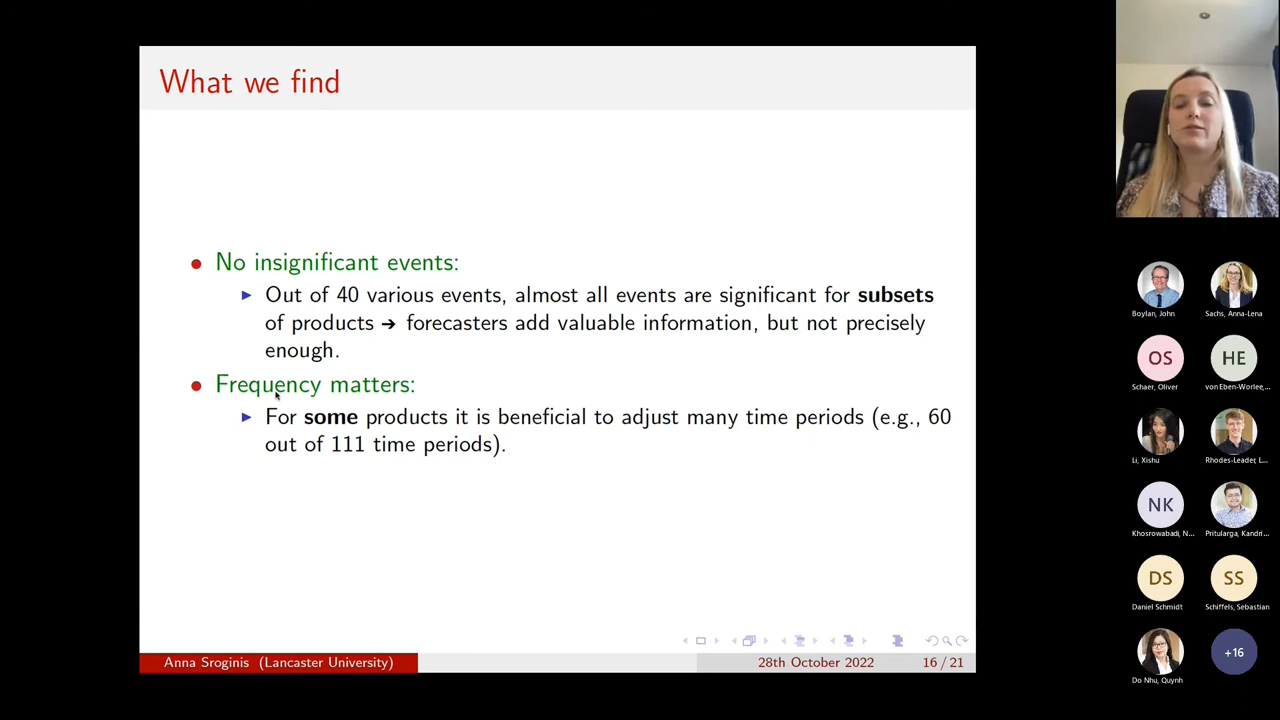 What we find
No insignificant events:
Out of 40 various events, almost all events are significant for subsets
of products → forecasters add valuable information, but not precisely
enough.
Frequency matters:
For some products it is beneficial to adjust many time periods (e.g., 60
out of 111 time periods).
Anna Sroginis (Lancaster University)
28th October 2022
16 / 21
Boylan, John
Sachs, Anna-Lena
OS
HE
Schaer, Oliver
von Eben-Worlee,...
Li, Xishu
Rhodes-Leader, L...
NK
Khosrowabadi, N...
Pritularga, Kandri...
DS
SS
Daniel Schmidt
Schiffels, Sebastian
Do Nhu, Quynh
+16